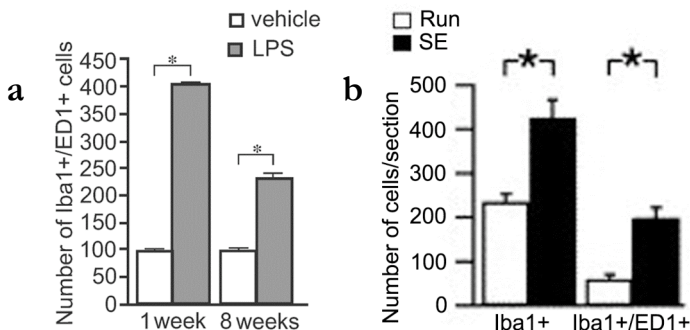 a
vehicle
LPS
Number of Iba1+/ED1+ cells
450
400
350
300
250
200
150
100
50
0
*
*
1 week
8 weeks
b
Run
SE
Number of cells/section
500
400
300
200
100
0
*
*
Iba1+
Iba1+/ED1+